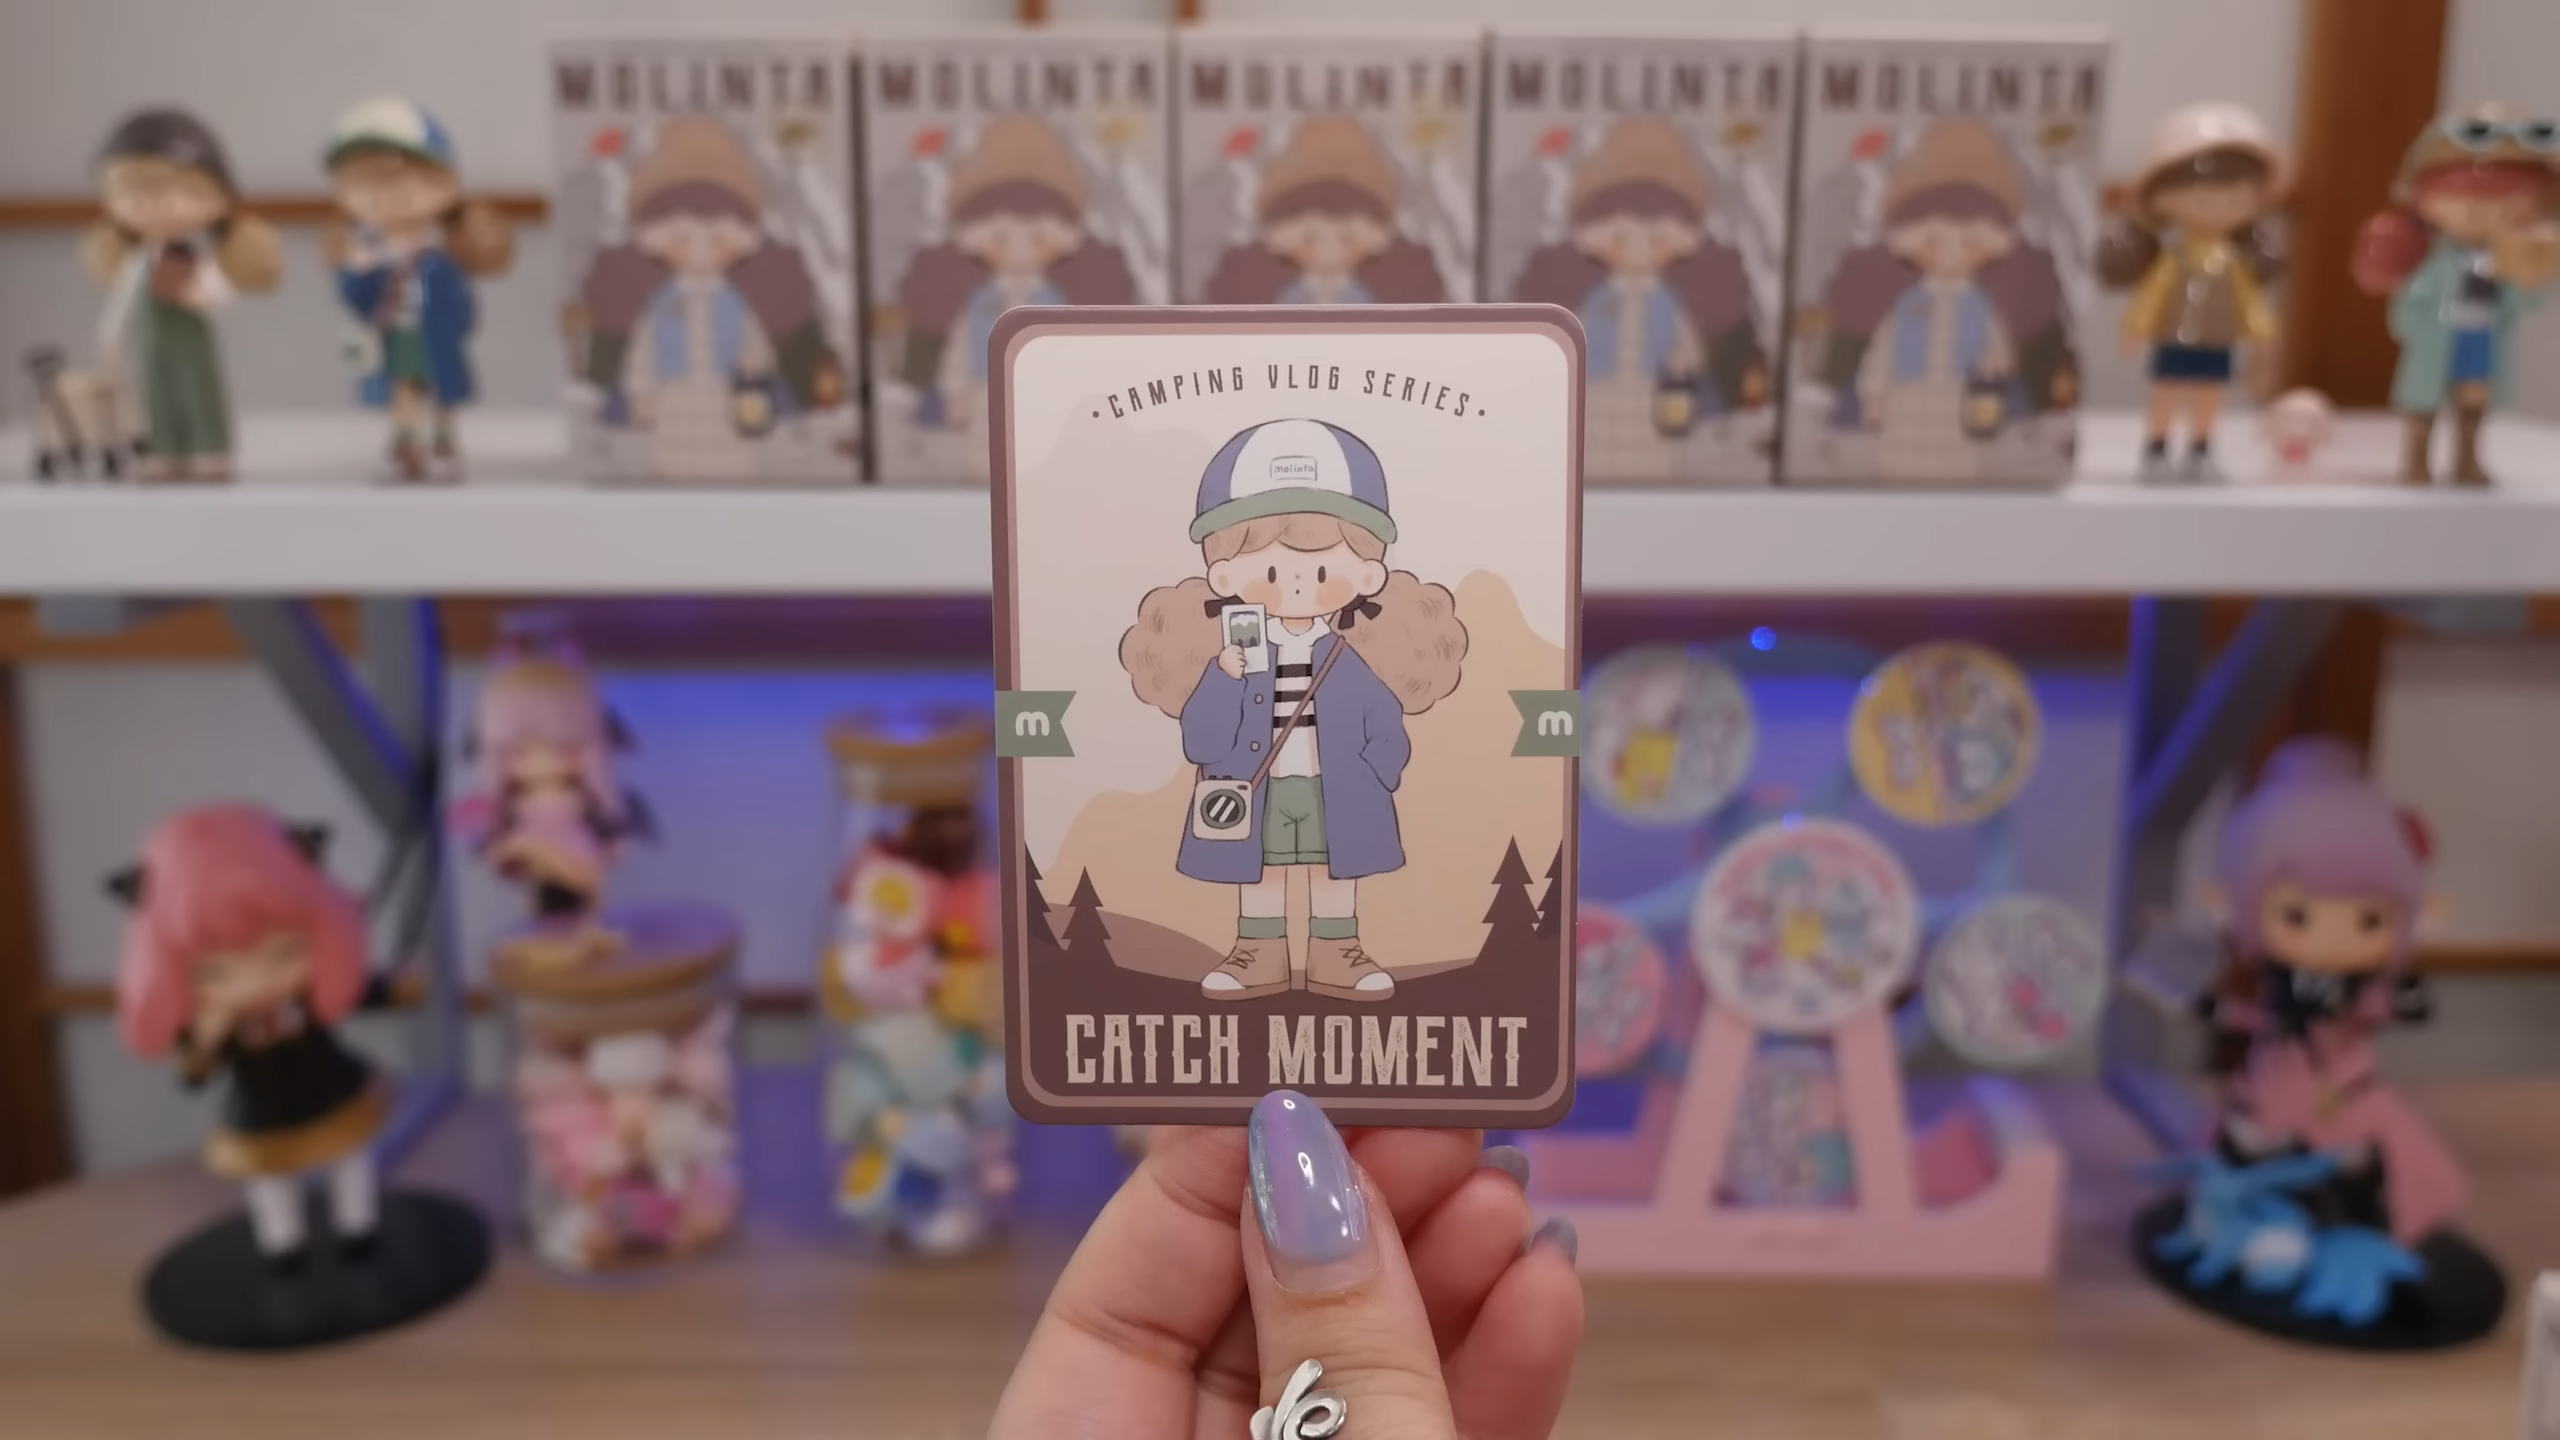 MOLINTA MOLINTA MOLINTA MOLINTA MOLINTA
•CAMPING VLOG SERIES•
molinta
m m
CATCH MOMENT